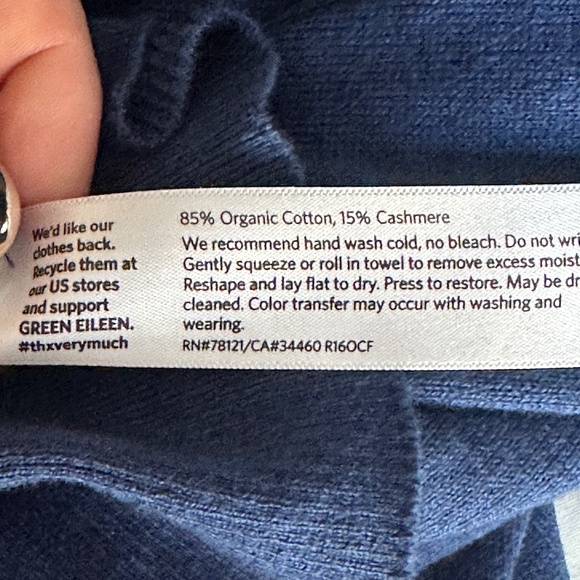 We'd like our
clothes back.
Recycle them at
our US stores
and support
GREEN EILEEN.
#thxverymuch
85% Organic Cotton, 15% Cashmere
We recommend hand wash cold, no bleach. Do not wri
Gently squeeze or roll in towel to remove excess moist
Reshape and lay flat to dry. Press to restore. May be dr
cleaned. Color transfer may occur with washing and
wearing.
RN#78121/CA#34460 R16OCF